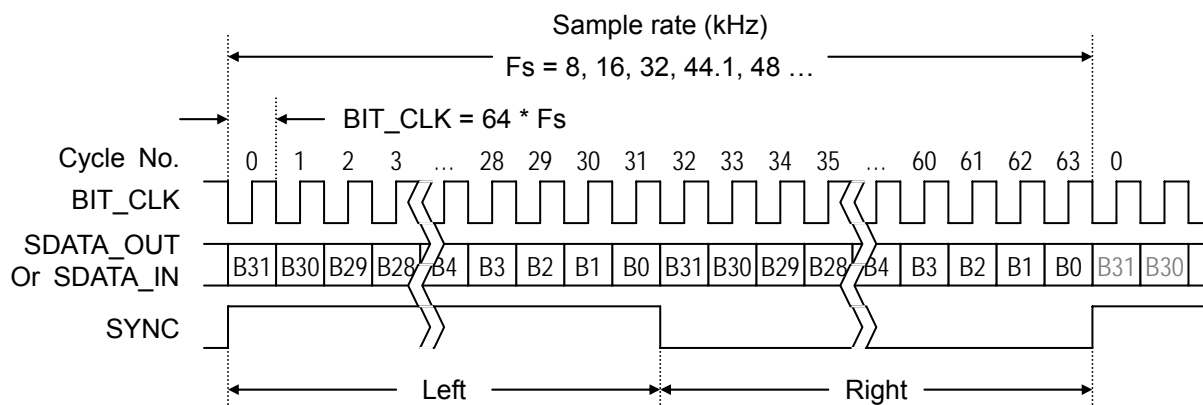 Sample rate (kHz)
Fs = 8, 16, 32, 44.1, 48 …
BIT_CLK = 64 * Fs
Cycle No. 0 1 2 3 … 28 29 30 31 32 33 34 35 … 60 61 62 63 0
BIT_CLK
SDATA_OUT
Or SDATA_IN B31 B30 B29 B28 B4 B3 B2 B1 B0 B31 B30 B29 B28 B4 B3 B2 B1 B0 B31 B30
SYNC
Left Right